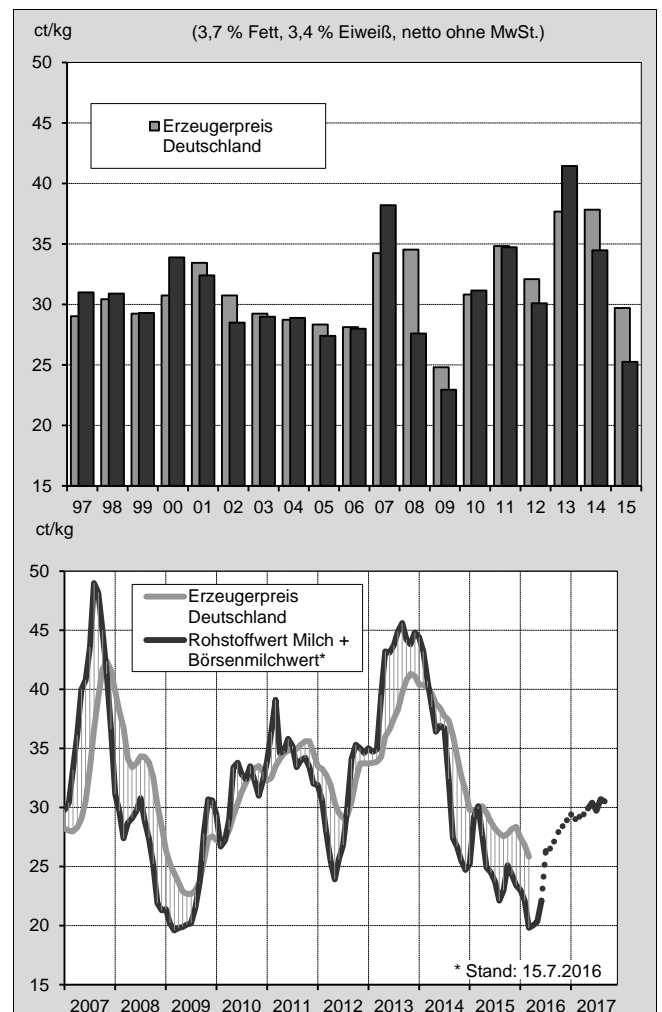 ct/kg (3,7 % Fett, 3,4 % Eiweiß, netto ohne MwSt.)
50
45
40
35
30
25
20
15
Erzeugerpreis
Deutschland
97 98 99 00 01 02 03 04 05 06 07 08 09 10 11 12 13 14 15
ct/kg
50
45
40
35
30
25
20
15
Erzeugerpreis
Deutschland
Rohstoffwert Milch +
Börsenmilchwert*
* Stand: 15.7.2016
2007 2008 2009 2010 2011 2012 2013 2014 2015 2016 2017